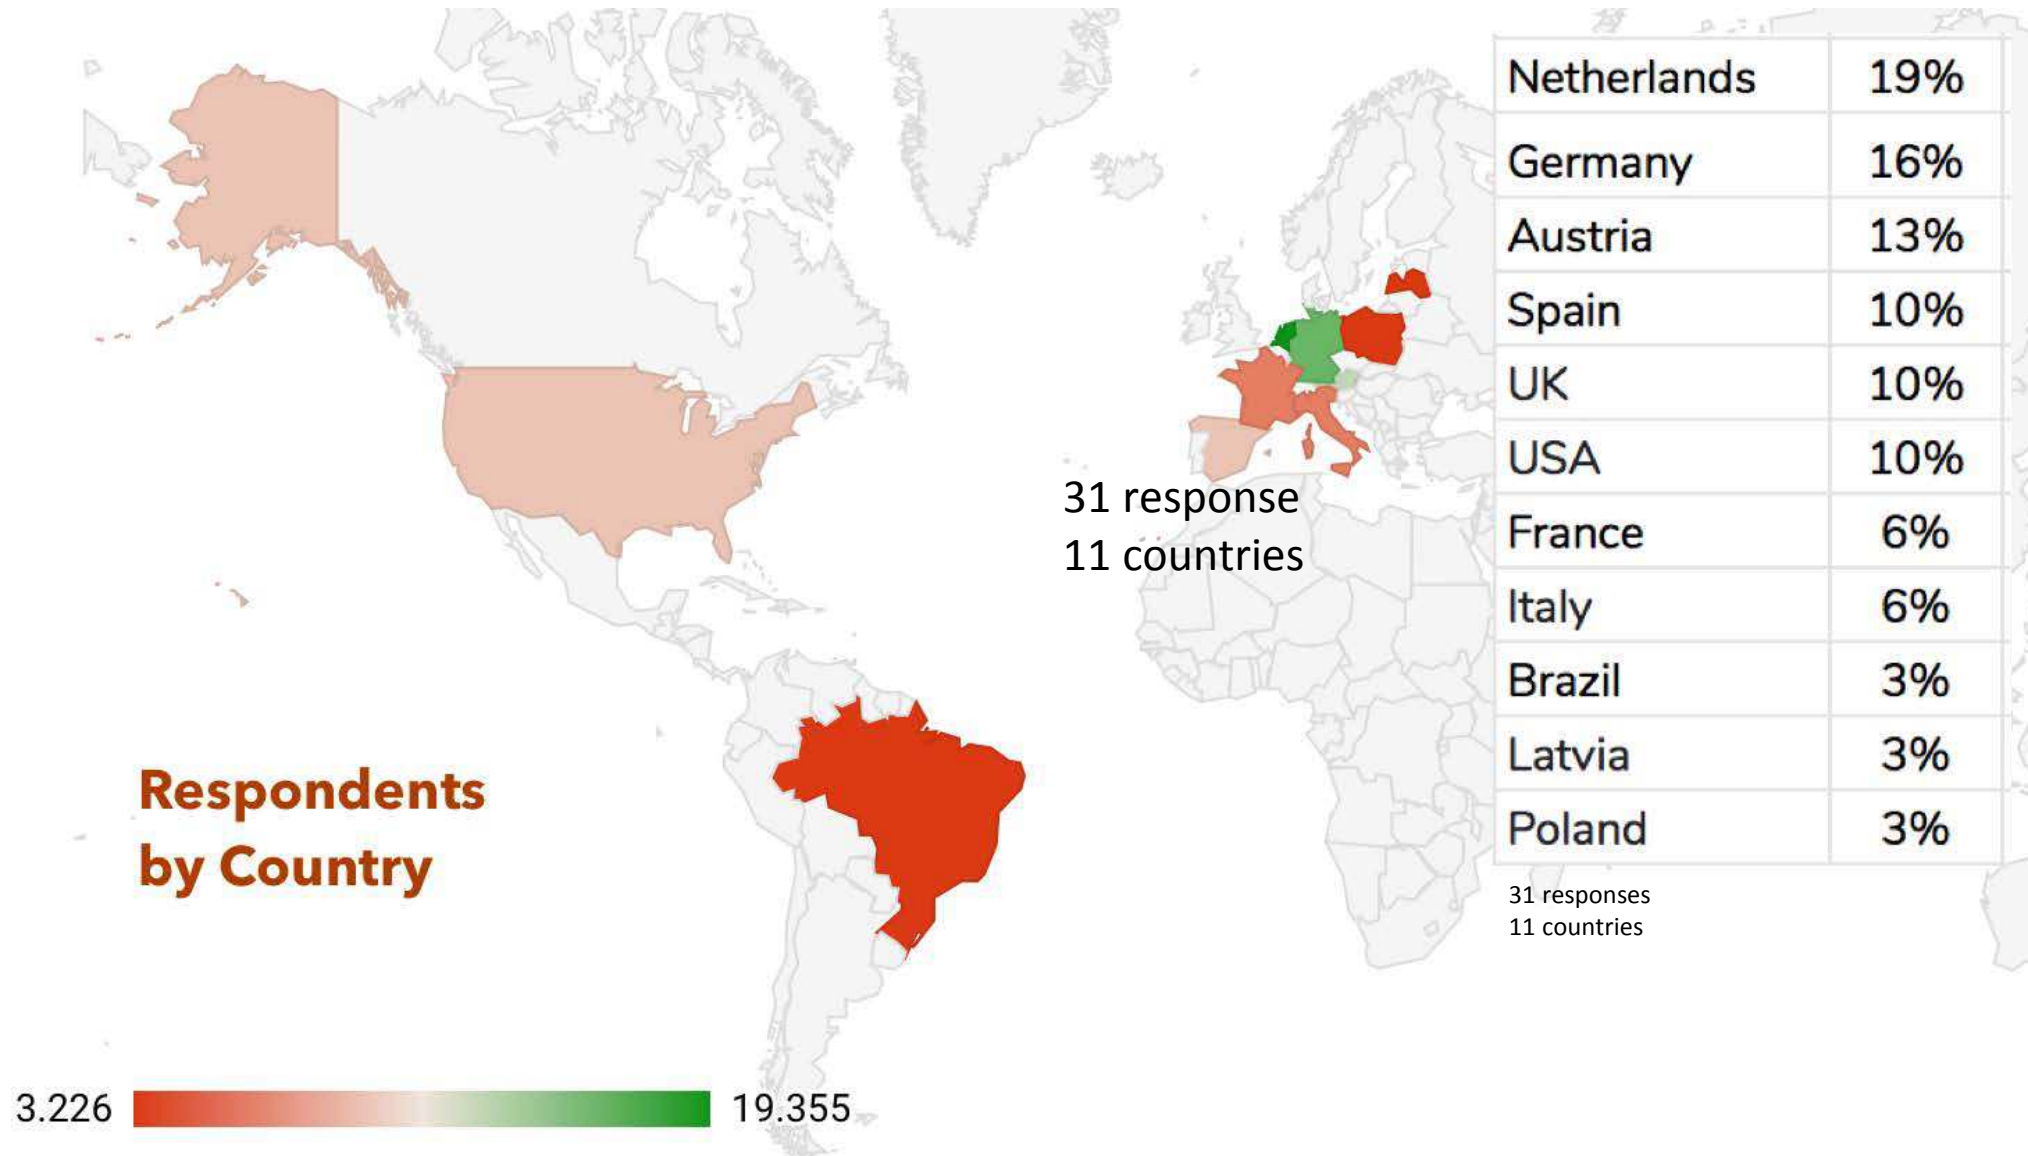 Netherlands 19%
Germany 16%
Austria 13%
Spain 10%
UK 10%
USA 10%
France 6%
Italy 6%
Brazil 3%
Latvia 3%
Poland 3%
31 response
11 countries
Respondents
by Country
31 responses
11 countries
3.226 19.355